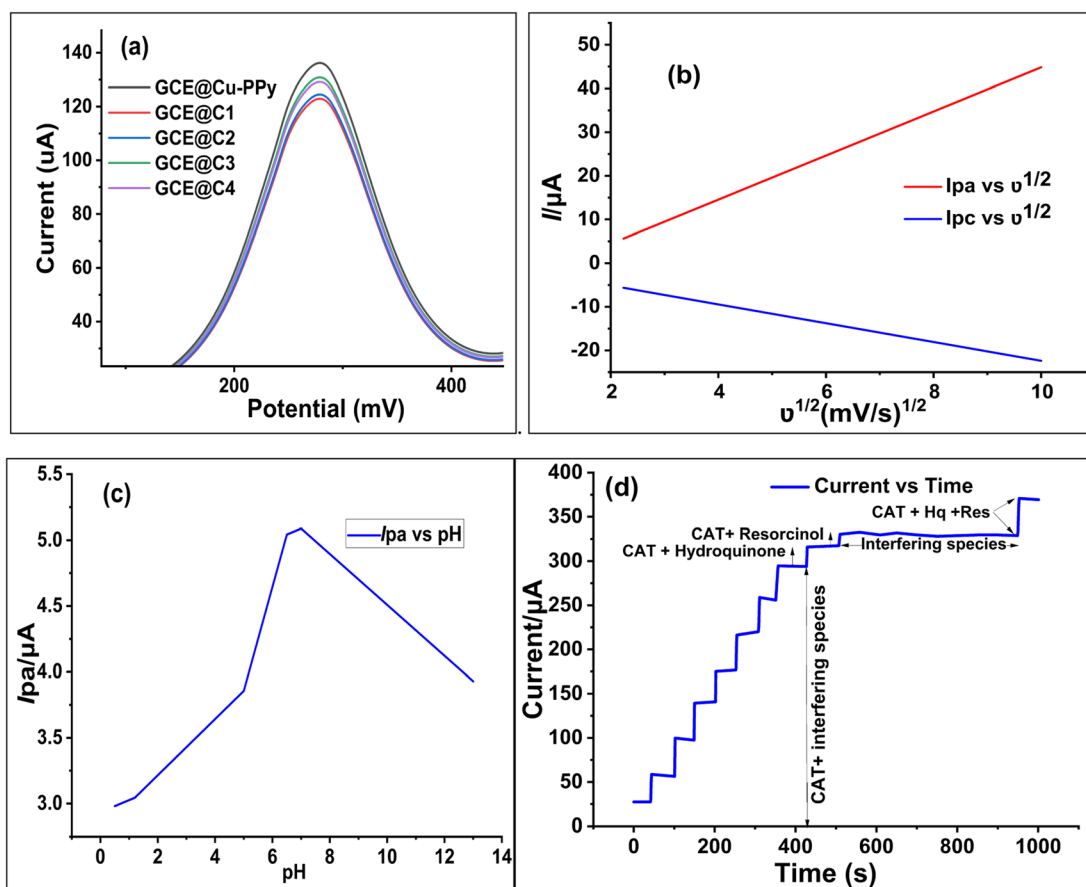 (a)
140
120
100
80
60
40
Current (uA)
GCE@Cu-PPy
GCE@C1
GCE@C2
GCE@C3
GCE@C4
200
400
Potential (mV)
.
(b)
50
40
30
20
10
0
-10
-20
I/µA
Ipa vs ʋ1/2
Ipc vs ʋ1/2
2
4
6
8
10
ʋ1/2(mV/s)1/2
(c)
5.5
5.0
4.5
4.0
3.5
3.0
Ipa/µA
Ipa vs pH
0
2
4
6
8
10
12
14
pH
(d)
400
350
300
250
200
150
100
50
0
Current/µA
Current vs Time
CAT + Hq +Res
CAT+ Resorcinol
CAT + Hydroquinone
Interfering species
CAT+ interfering species
0
200
400
600
800
1000
Time (s)